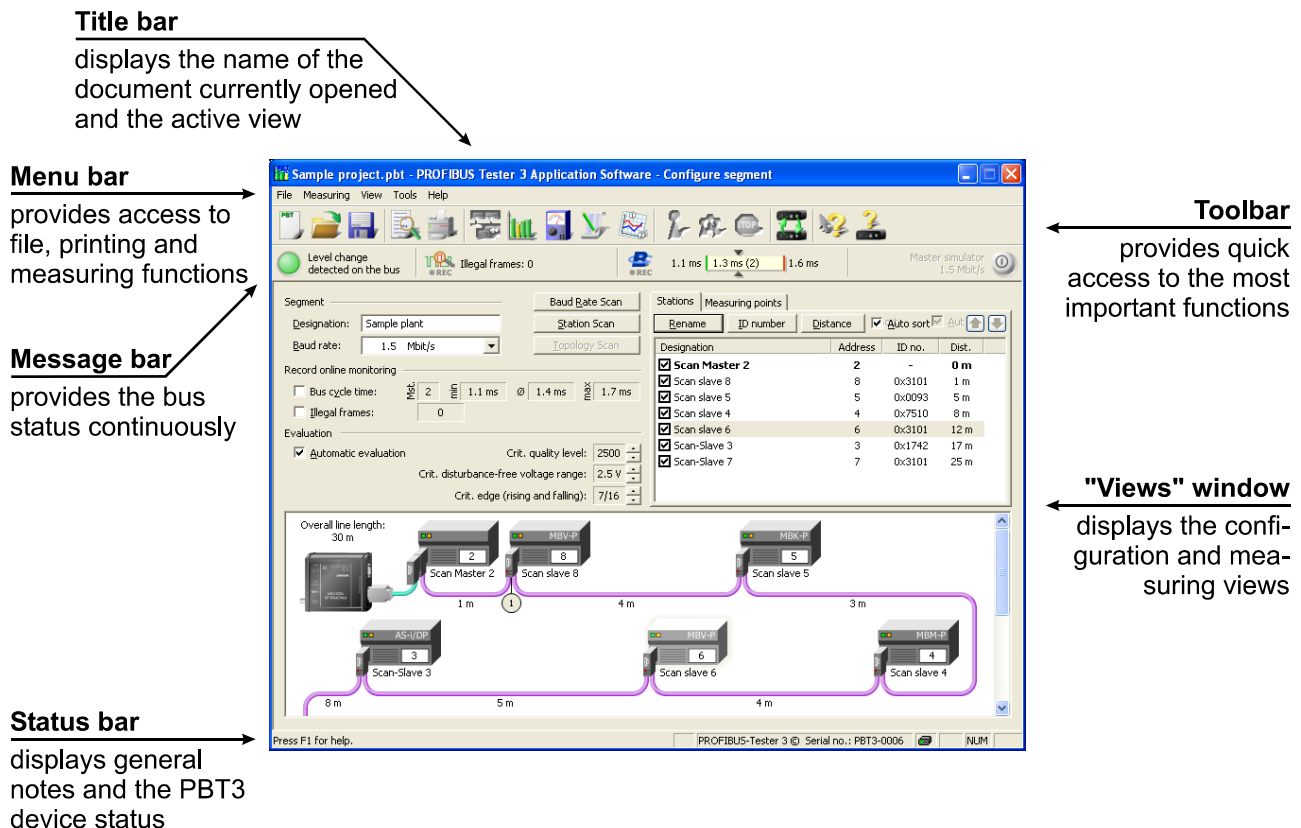 Title bar
displays the name of the
document currently opened
and the active view
Menu bar
provides access to
file, printing and
measuring functions
Message bar
provides the bus
status continuously
Status bar
displays general
notes and the PBT3
device status
Toolbar
provides quick
access to the most
important functions
"Views" window
displays the confi-
guration and mea-
suring views
Sample project.pbt - PROFIBUS Tester 3 Application Software - Configure segment
File Measuring View Tools Help
PBT
STOP
Level change
detected on the bus
REC
Illegal frames: 0
REC
1.1 ms 1.3 ms (2) 1.6 ms
Master simulator
1.5 Mbit/s
Segment
Designation: Sample plant
Baud rate: 1.5 Mbit/s
Baud Rate Scan
Station Scan
Topology Scan
Record online monitoring
Bus cycle time: Mst. 2 min 1.1 ms Ø 1.4 ms max 1.7 ms
Illegal frames: 0
Evaluation
Automatic evaluation
Crit. quality level: 2500
Crit. disturbance-free voltage range: 2.5 V
Crit. edge (rising and falling): 7/16
Stations Measuring points
Rename ID number Distance Auto sort Aut
Designation Address ID no. Dist.
Scan Master 2 2 - 0 m
Scan slave 8 8 0x3101 1 m
Scan slave 5 5 0x0093 5 m
Scan slave 4 4 0x7510 8 m
Scan slave 6 6 0x3101 12 m
Scan-Slave 3 3 0x1742 17 m
Scan-Slave 7 7 0x3101 25 m
Overall line length:
30 m
2
Scan Master 2
MBV-P
8
Scan slave 8
MBK-P
5
Scan slave 5
1 m 1 4 m 3 m
AS-i/DP
3
Scan-Slave 3
MBV-P
6
Scan slave 6
MBM-P
4
Scan slave 4
8 m 5 m 4 m
Press F1 for help.
PROFIBUS-Tester 3 © Serial no.: PBT3-0006
NUM